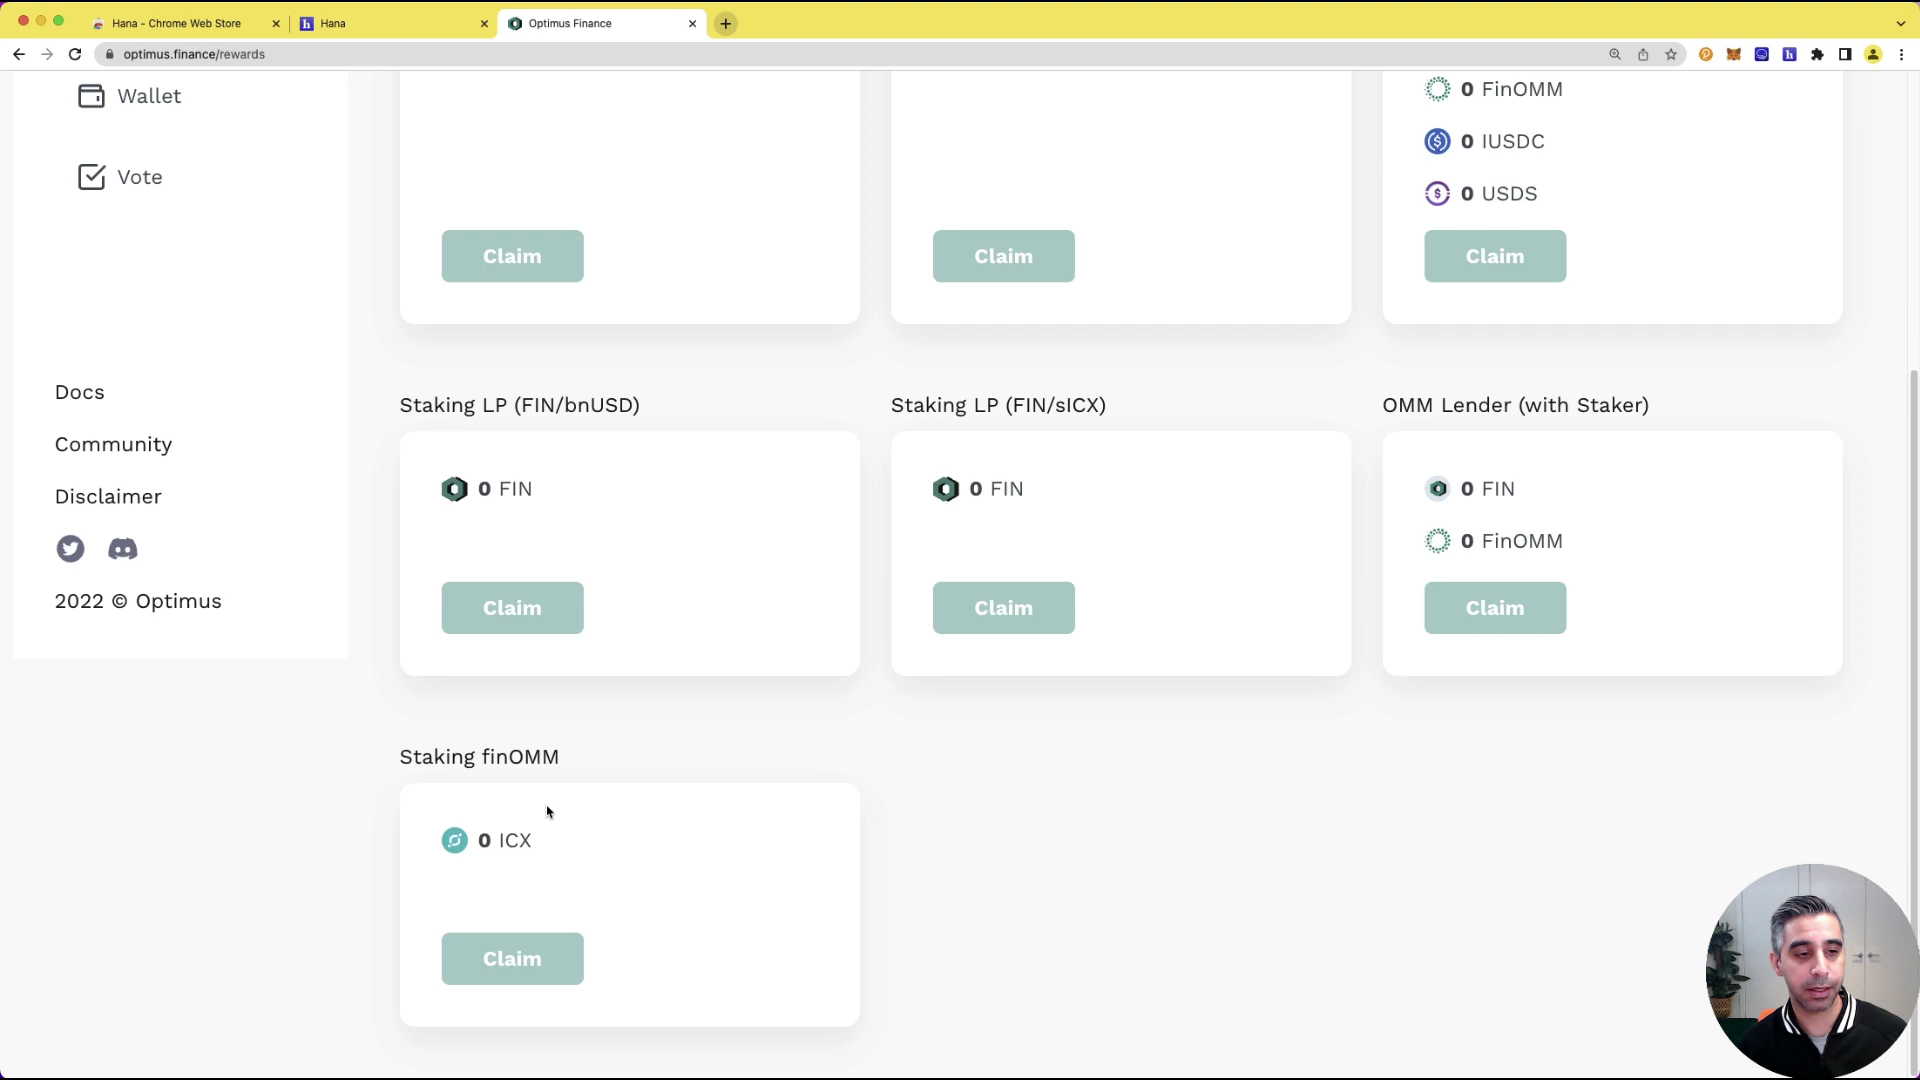 Hana - Chrome Web Store
Hana
Optimus Finance
optimus.finance/rewards
Wallet
Vote
Docs
Community
Disclaimer
2022 © Optimus
0 FinOMM
0 IUSDC
0 USDS
Claim
Claim
Claim
Staking LP (FIN/bnUSD)
0 FIN
Claim
Staking LP (FIN/sICX)
0 FIN
Claim
OMM Lender (with Staker)
0 FIN
0 FinOMM
Claim
Staking finOMM
0 ICX
Claim